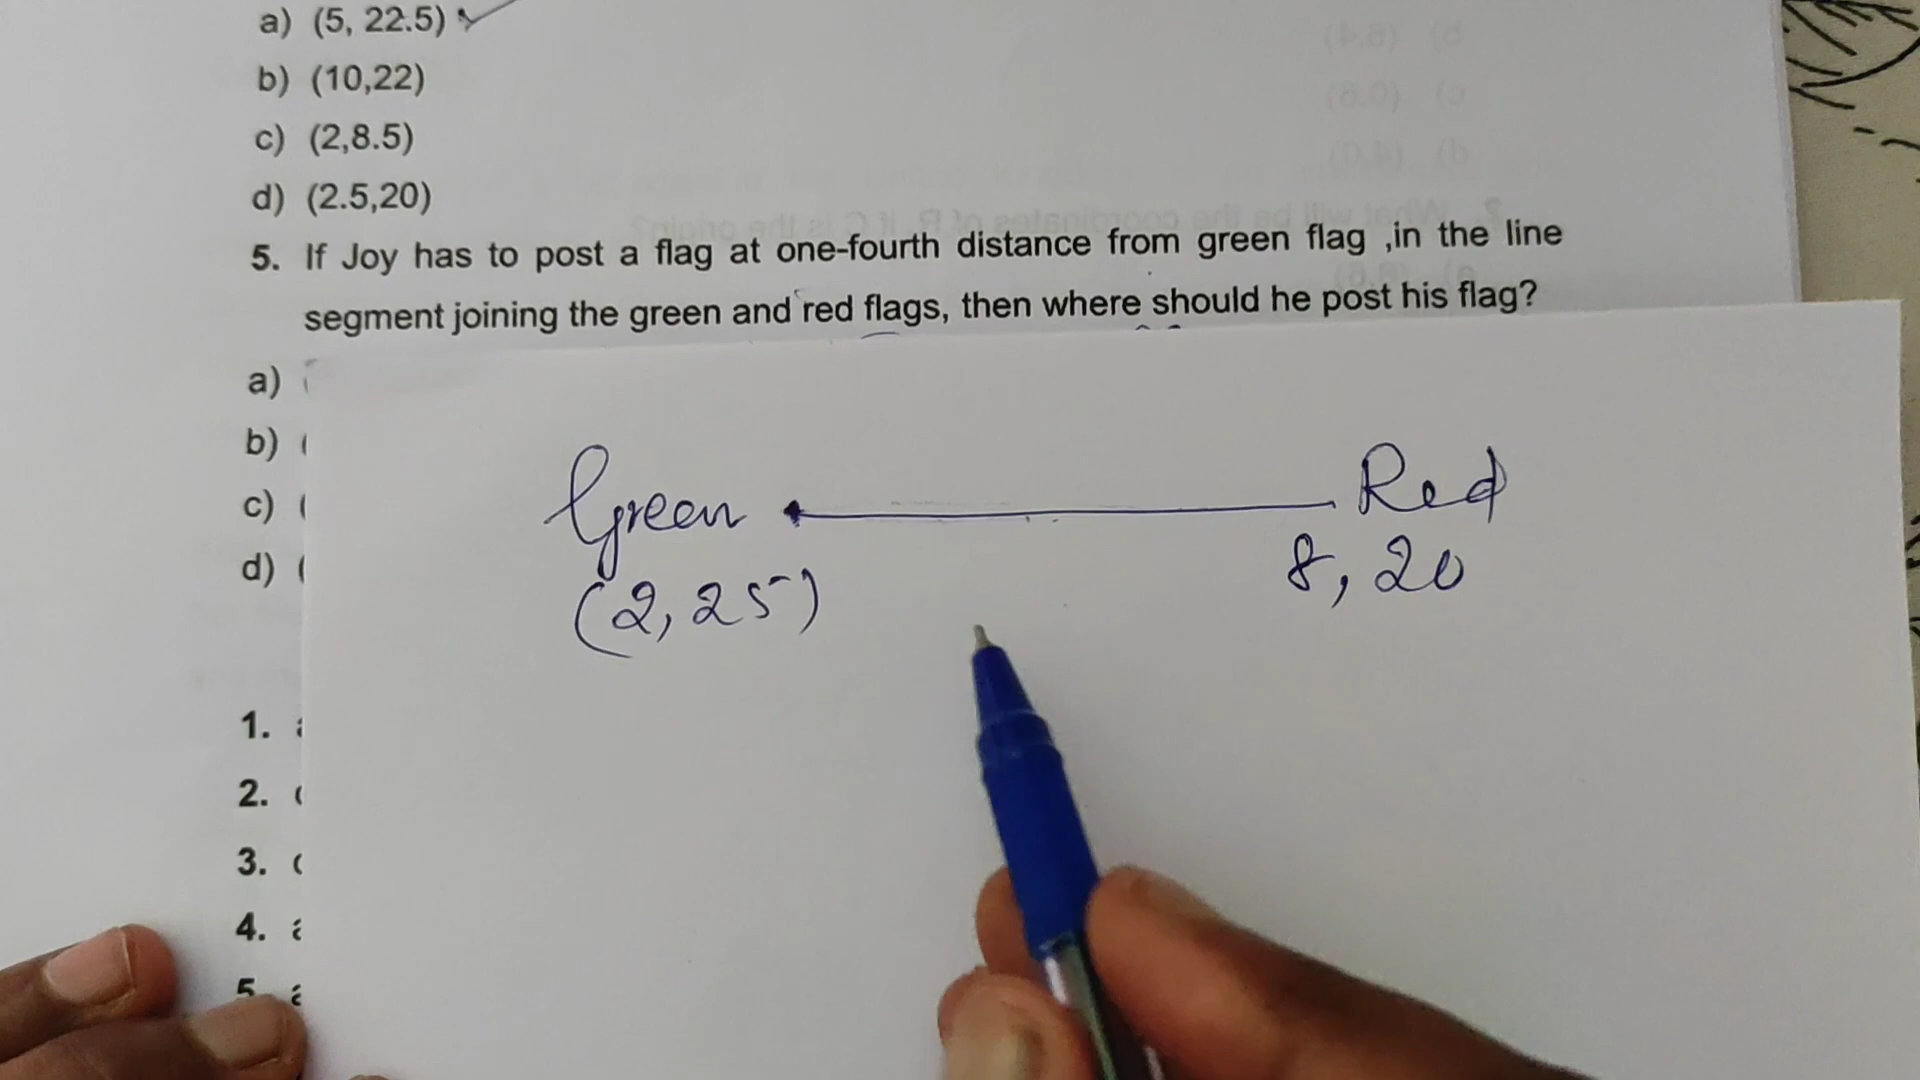 a) (5, 22.5)
b) (10,22)
c) (2,8.5)
d) (2.5,20)
5. If Joy has to post a flag at one-fourth distance from green flag ,in the line
segment joining the green and red flags, then where should he post his flag?
a)
b)
c)
d)
Green Red
(2, 25) 8, 20
1.
2.
3.
4.
5.